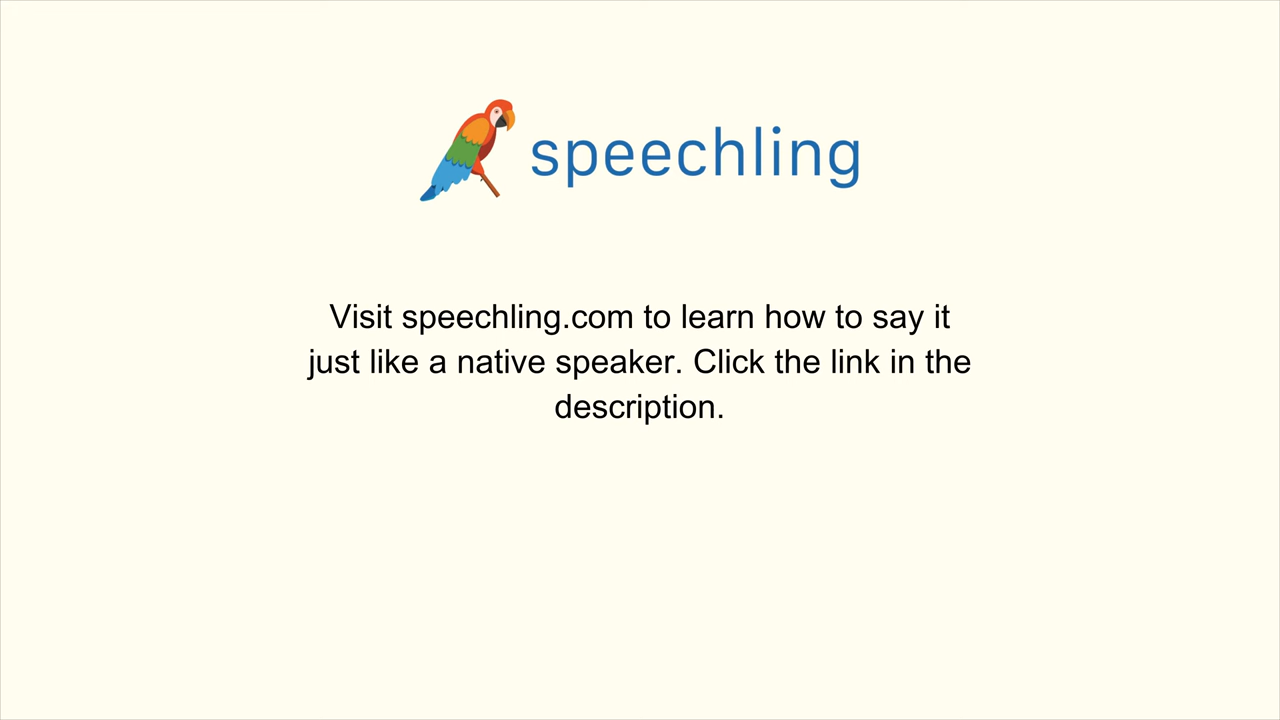 speechling
Visit speechling.com to learn how to say it
just like a native speaker. Click the link in the
description.